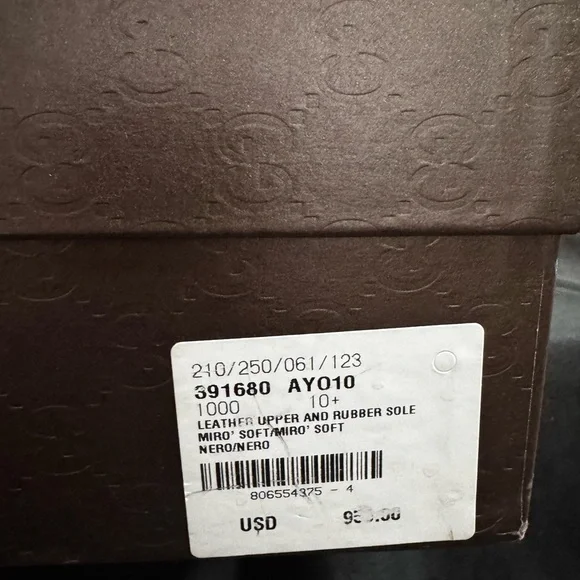 210/250/061/123
391680 AYO10
1000 10+
LEATHER UPPER AND RUBBER SOLE
MIRO' SOFT/MIRO' SOFT
NERO/NERO
806554375 - 4
USD